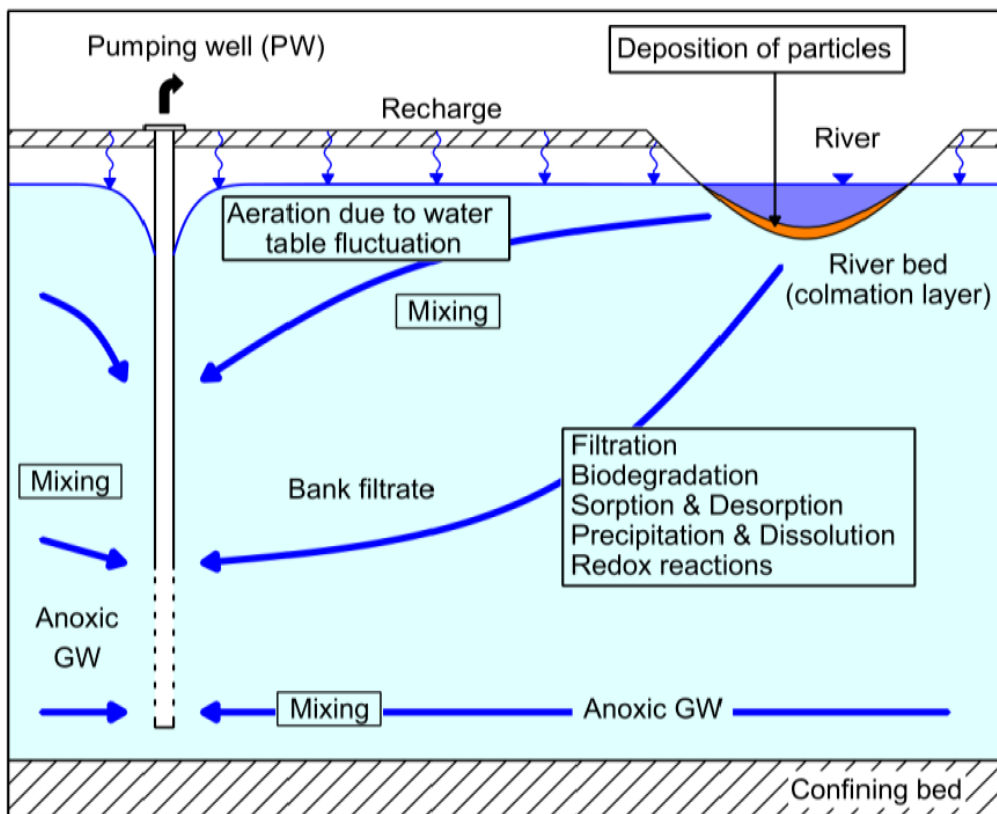 Pumping well (PW)
Deposition of particles
Recharge
River
Aeration due to water
table fluctuation
River bed
(colmation layer)
Mixing
Filtration
Biodegradation
Sorption & Desorption
Precipitation & Dissolution
Redox reactions
Mixing
Bank filtrate
Anoxic
GW
Mixing
Anoxic GW
Confining bed